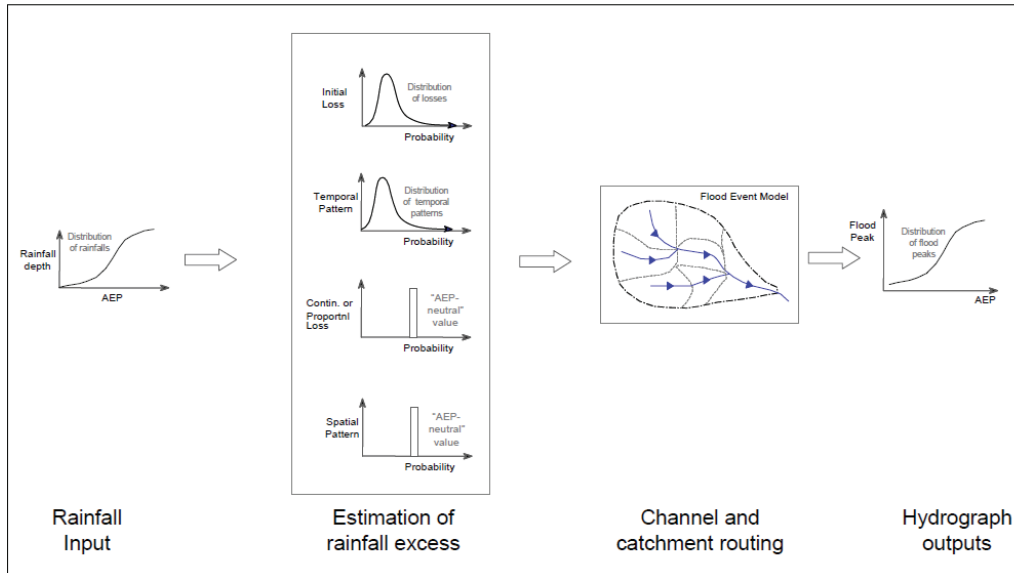 Rainfall
depth
Distribution
of rainfalls
AEP
Initial
Loss
Distribution
of losses
Probability
Temporal
Pattern
Distribution
of temporal
patterns
Probability
Contin. or
Proportnl
Loss
"AEP-
neutral"
value
Probability
Spatial
Pattern
"AEP-
neutral"
value
Probability
Flood Event Model
Flood
Peak
Distribution
of flood
peaks
AEP
Rainfall
Input
Estimation of
rainfall excess
Channel and
catchment routing
Hydrograph
outputs